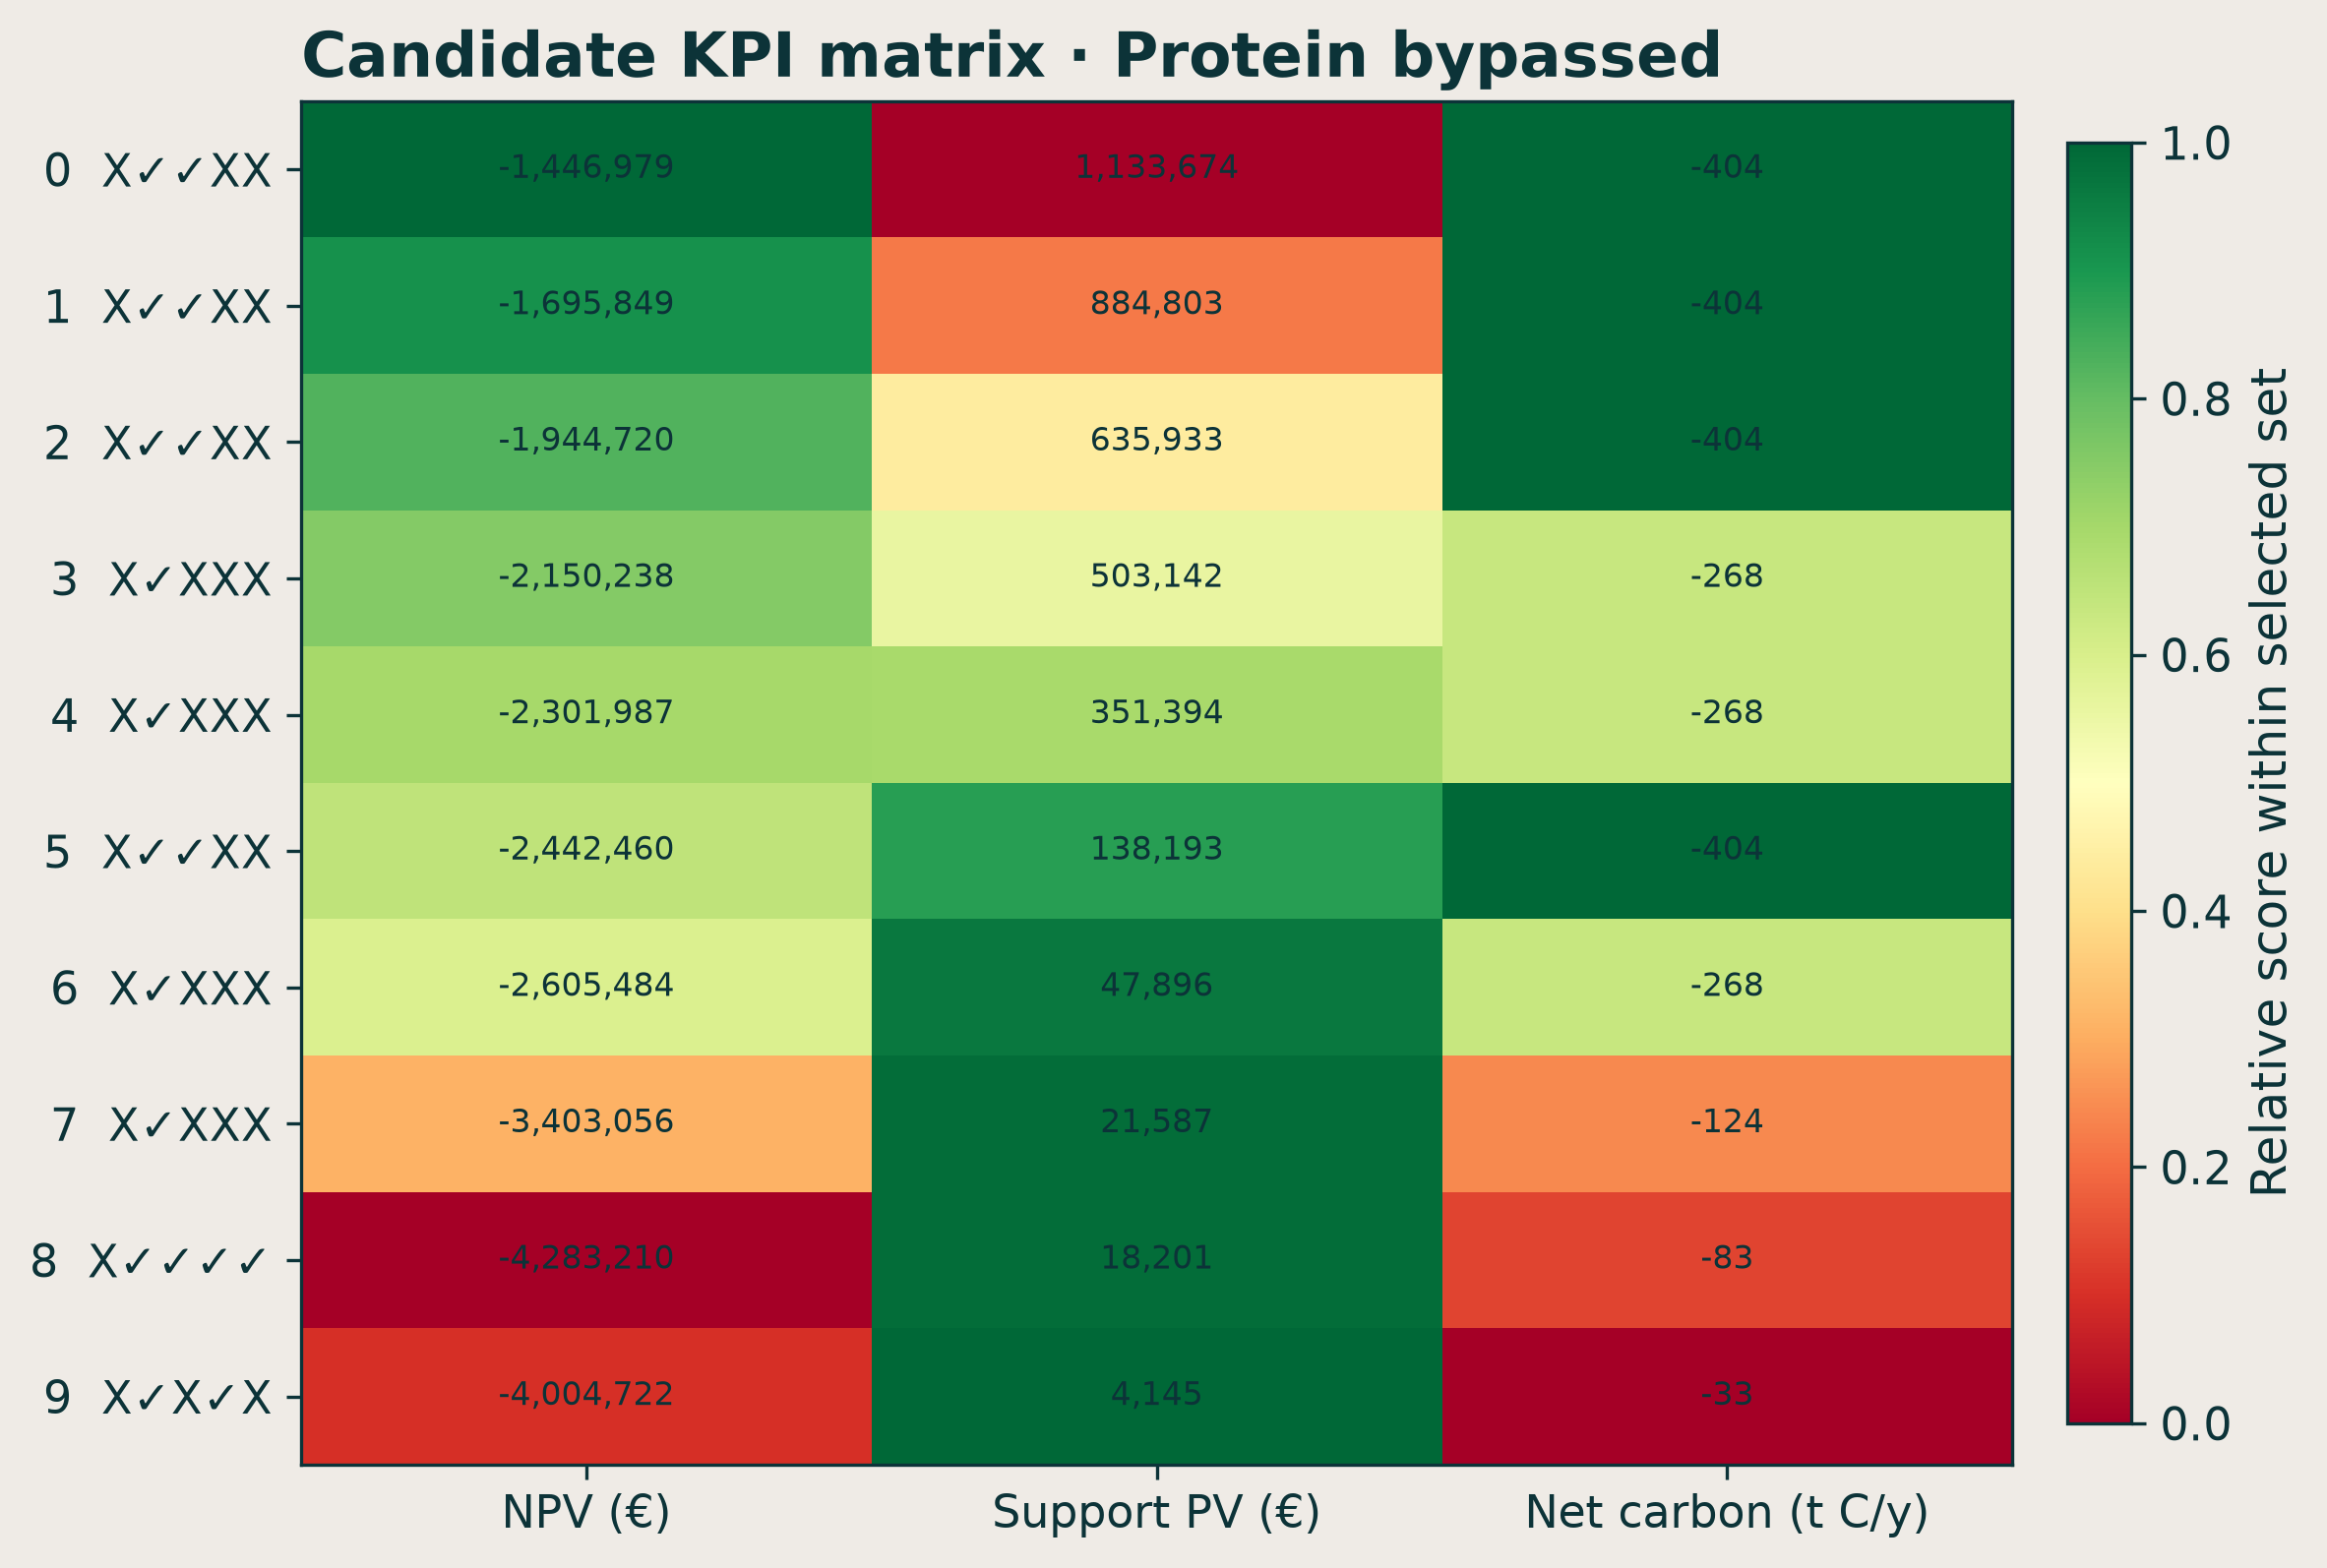 Candidate KPI matrix · Protein bypassed
0 X✓✓XX -1,446,979 1,133,674 -404
1 X✓✓XX -1,695,849 884,803 -404
2 X✓✓XX -1,944,720 635,933 -404
3 X✓XXX -2,150,238 503,142 -268
4 X✓XXX -2,301,987 351,394 -268
5 X✓✓XX -2,442,460 138,193 -404
6 X✓XXX -2,605,484 47,896 -268
7 X✓XXX -3,403,056 21,587 -124
8 X✓✓✓✓ -4,283,210 18,201 -83
9 X✓X✓X -4,004,722 4,145 -33
NPV (€) Support PV (€) Net carbon (t C/y)
1.0
0.8
0.6
0.4
0.2
0.0
Relative score within selected set